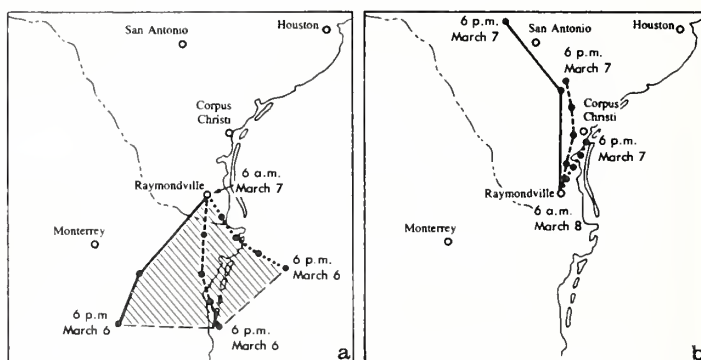 San Antonio
Houston
Corpus
Christi
6 a.m.
March 7
Raymondville
Monterrey
6 p.m.
March 6
6 p.m.
March 6
6 p.m.
March 6
a
6 p.m.
March 7
San Antonio
Houston
6 p.m.
March 7
Corpus
Christi
6 p.m.
March 7
Raymondville
6 a.m.
March 8
Monterrey
b